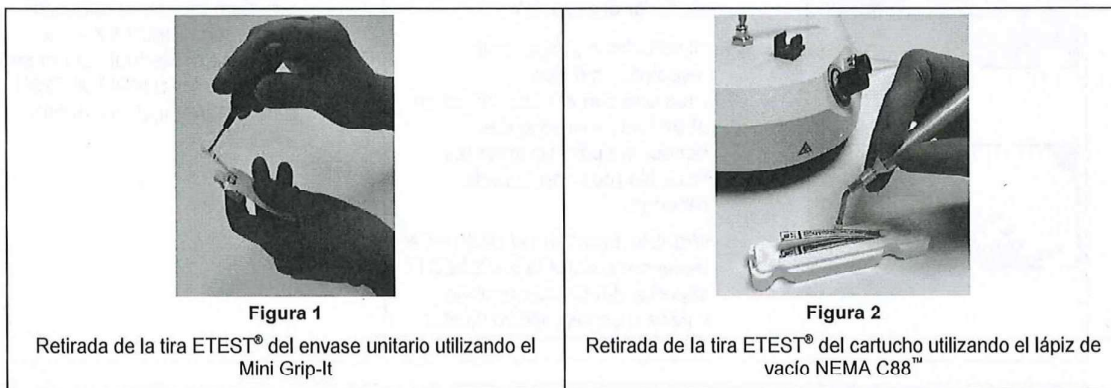 Figura 1
Retirada de la tira ETEST® del envase unitario utilizando el
Mini Grip-It
Figura 2
Retirada de la tira ETEST® del cartucho utilizando el lápiz de
vacío NEMA C88™